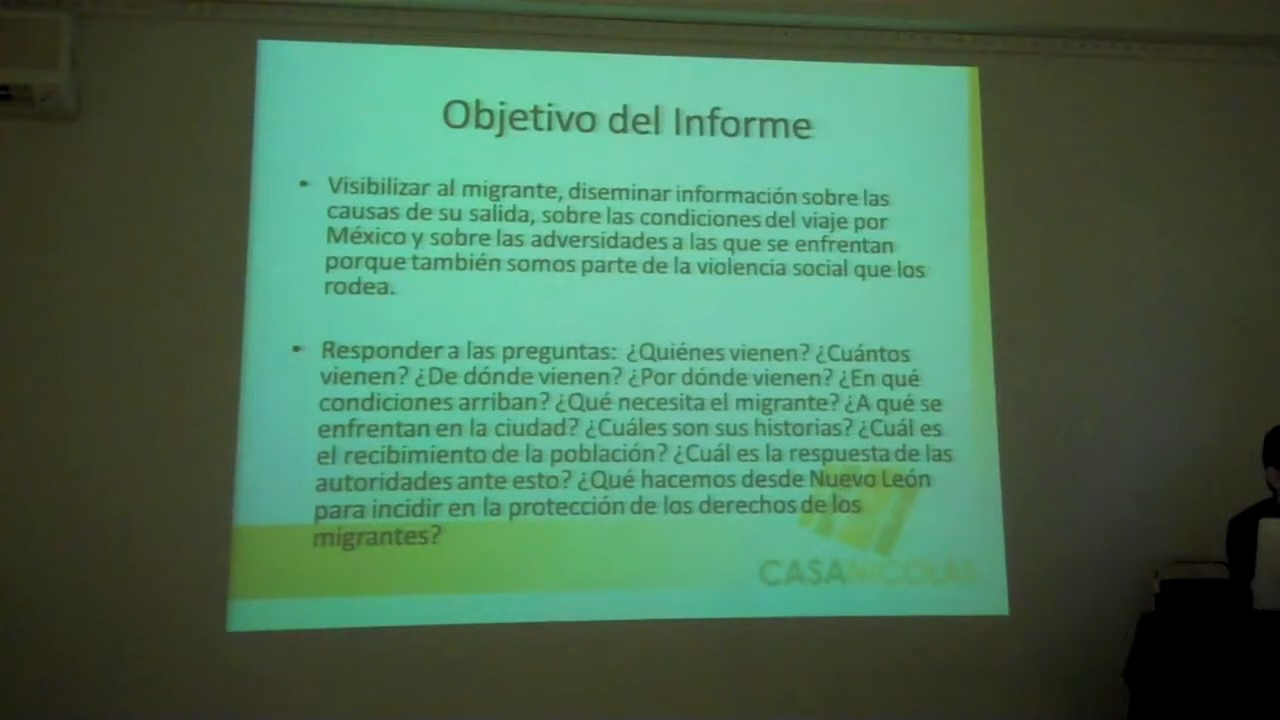 Objetivo del Informe
• Visibilizar al migrante, diseminar información sobre las
causas de su salida, sobre las condiciones del viaje por
México y sobre las adversidades a las que se enfrentan
porque también somos parte de la violencia social que los
rodea.
• Responder a las preguntas: ¿Quiénes vienen? ¿Cuántos
vienen? ¿De dónde vienen? ¿Por dónde vienen? ¿En qué
condiciones arriban? ¿Qué necesita el migrante? ¿A qué se
enfrentan en la ciudad? ¿Cuáles son sus historias? ¿Cuál es
el recibimiento de la población? ¿Cuál es la respuesta de las
autoridades ante esto? ¿Qué hacemos desde Nuevo León
para incidir en la protección de los derechos de los
migrantes?
CASANICOLÁS